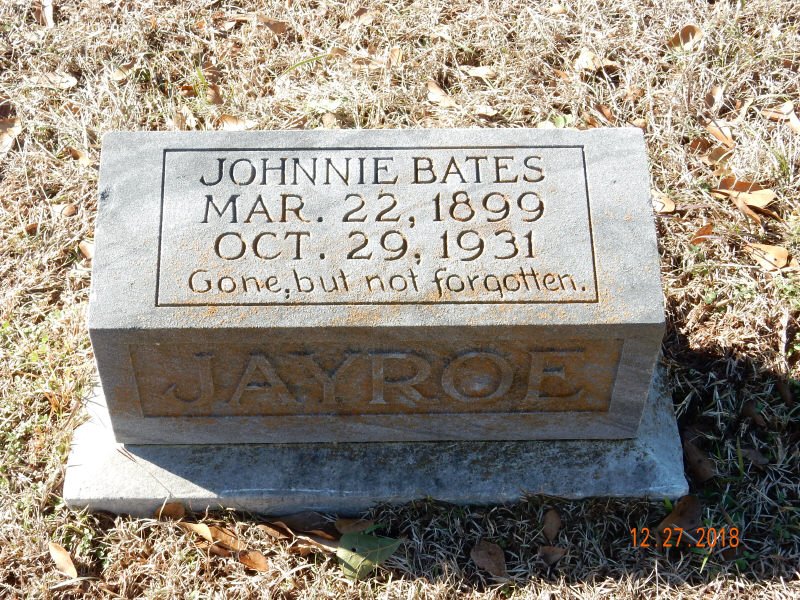 JOHNNIE BATES
MAR. 22, 1899
OCT. 29, 1931
Gone, but not forgotten.
JAYROE
12.27.2018